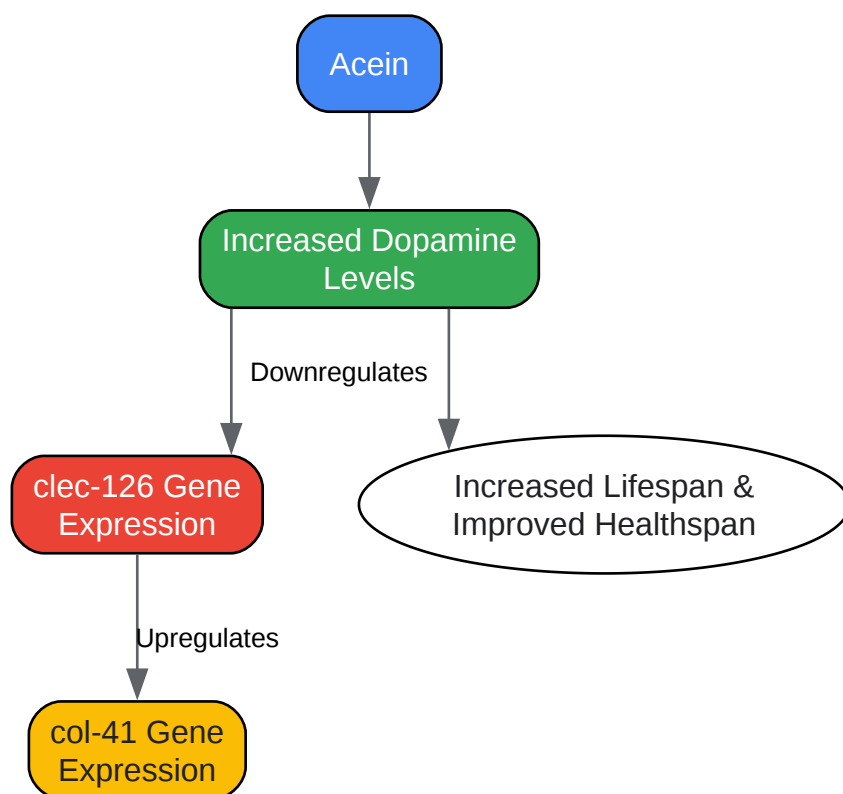 Acein
Increased Dopamine
Levels
Downregulates
clec-126 Gene
Expression
Increased Lifespan &
Improved Healthspan
Upregulates
col-41 Gene
Expression